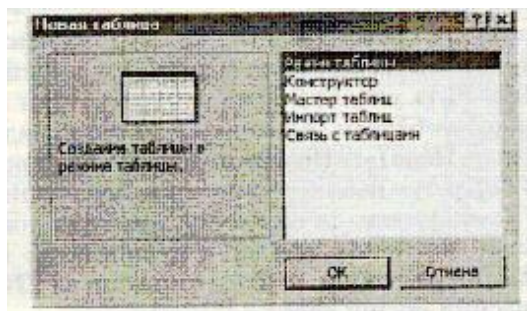 Новая таблица
Режим таблицы
Конструктор
Мастер таблиц
Импорт таблиц
Связь с таблицами
Создание таблицы в
режиме таблицы.
OK
Отмена